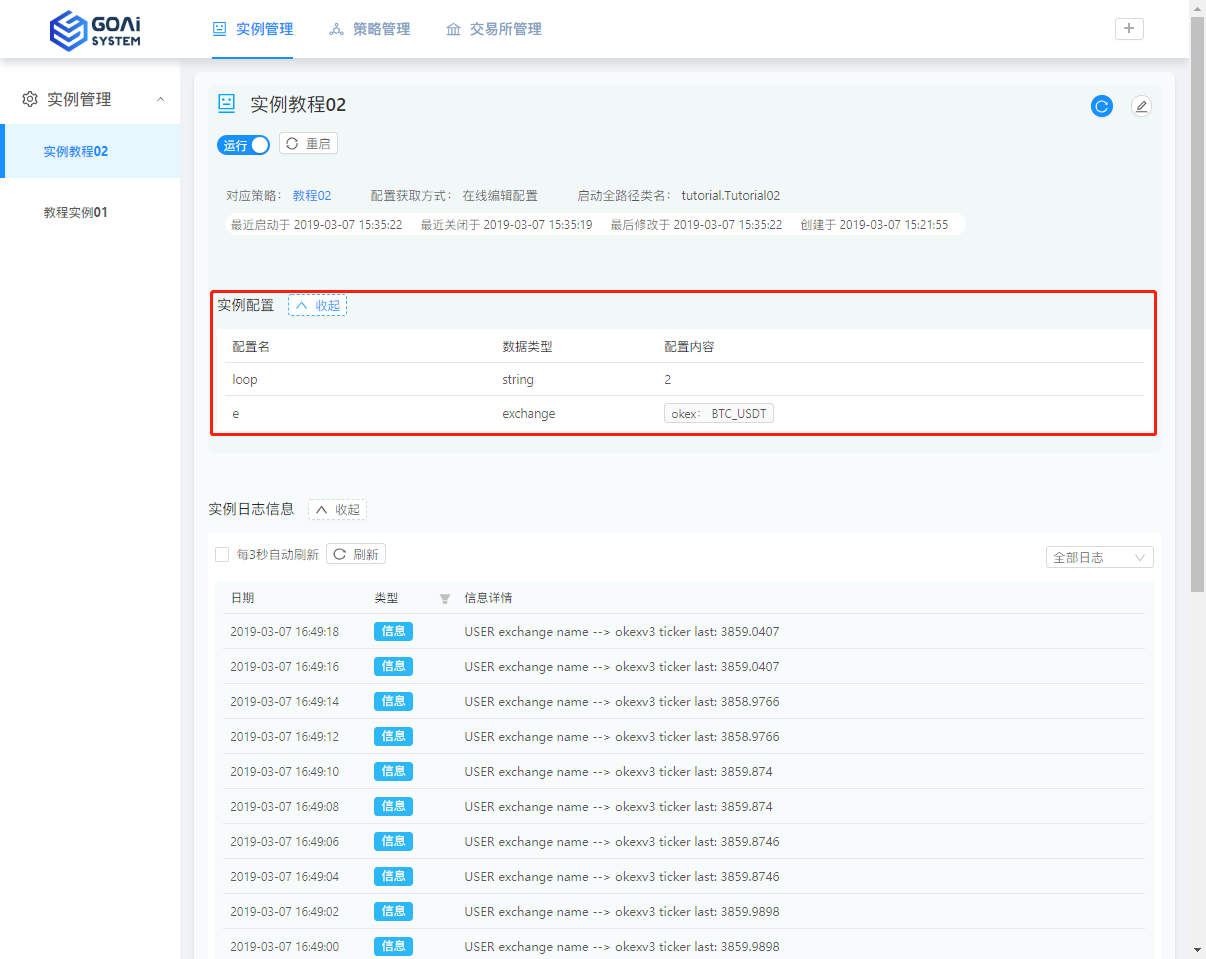 GOAi SYSTEM
实例管理 策略管理 交易所管理
实例管理
实例教程02
教程实例01
实例教程02
运行 重启
对应策略： 教程02 配置获取方式： 在线编辑配置 启动全路径类名： tutorial.Tutorial02
最近启动于 2019-03-07 15:35:22 最近关闭于 2019-03-07 15:35:19 最后修改于 2019-03-07 15:35:22 创建于 2019-03-07 15:21:55
实例配置 收起
配置名 数据类型 配置内容
loop string 2
e exchange okex： BTC_USDT
实例日志信息 收起
每3秒自动刷新 刷新 全部日志
日期 类型 信息详情
2019-03-07 16:49:18 信息 USER exchange name --> okexv3 ticker last: 3859.0407
2019-03-07 16:49:16 信息 USER exchange name --> okexv3 ticker last: 3859.0407
2019-03-07 16:49:14 信息 USER exchange name --> okexv3 ticker last: 3858.9766
2019-03-07 16:49:12 信息 USER exchange name --> okexv3 ticker last: 3858.9766
2019-03-07 16:49:10 信息 USER exchange name --> okexv3 ticker last: 3859.874
2019-03-07 16:49:08 信息 USER exchange name --> okexv3 ticker last: 3859.874
2019-03-07 16:49:06 信息 USER exchange name --> okexv3 ticker last: 3859.8746
2019-03-07 16:49:04 信息 USER exchange name --> okexv3 ticker last: 3859.8746
2019-03-07 16:49:02 信息 USER exchange name --> okexv3 ticker last: 3859.9898
2019-03-07 16:49:00 信息 USER exchange name --> okexv3 ticker last: 3859.9898